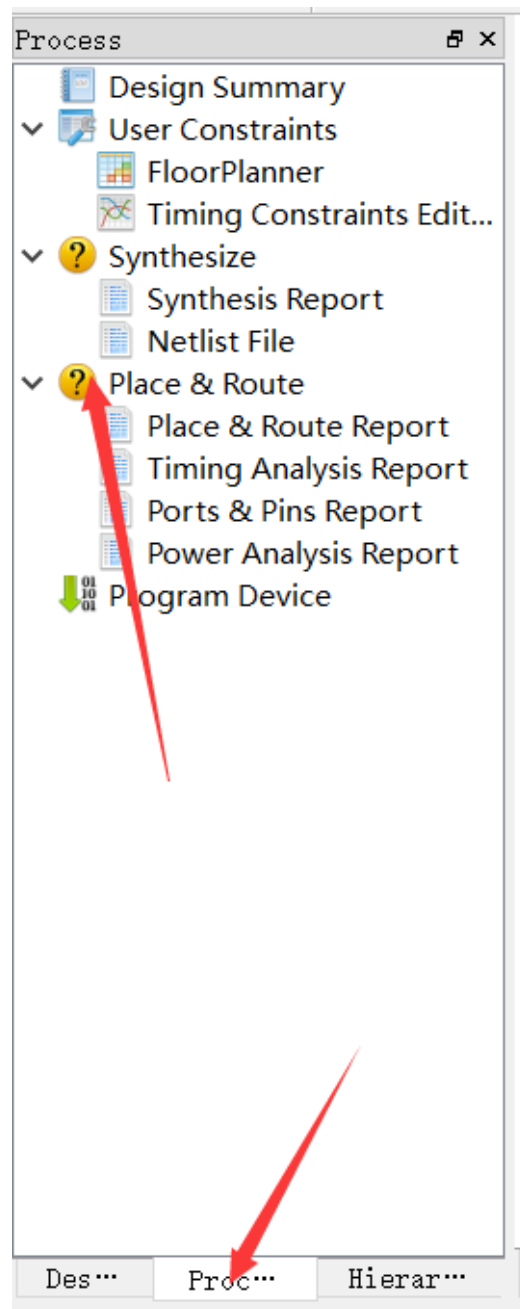 Process
Design Summary
User Constraints
FloorPlanner
Timing Constraints Edit...
Synthesize
Synthesis Report
Netlist File
Place & Route
Place & Route Report
Timing Analysis Report
Ports & Pins Report
Power Analysis Report
Program Device
Des… Proc… Hierar…